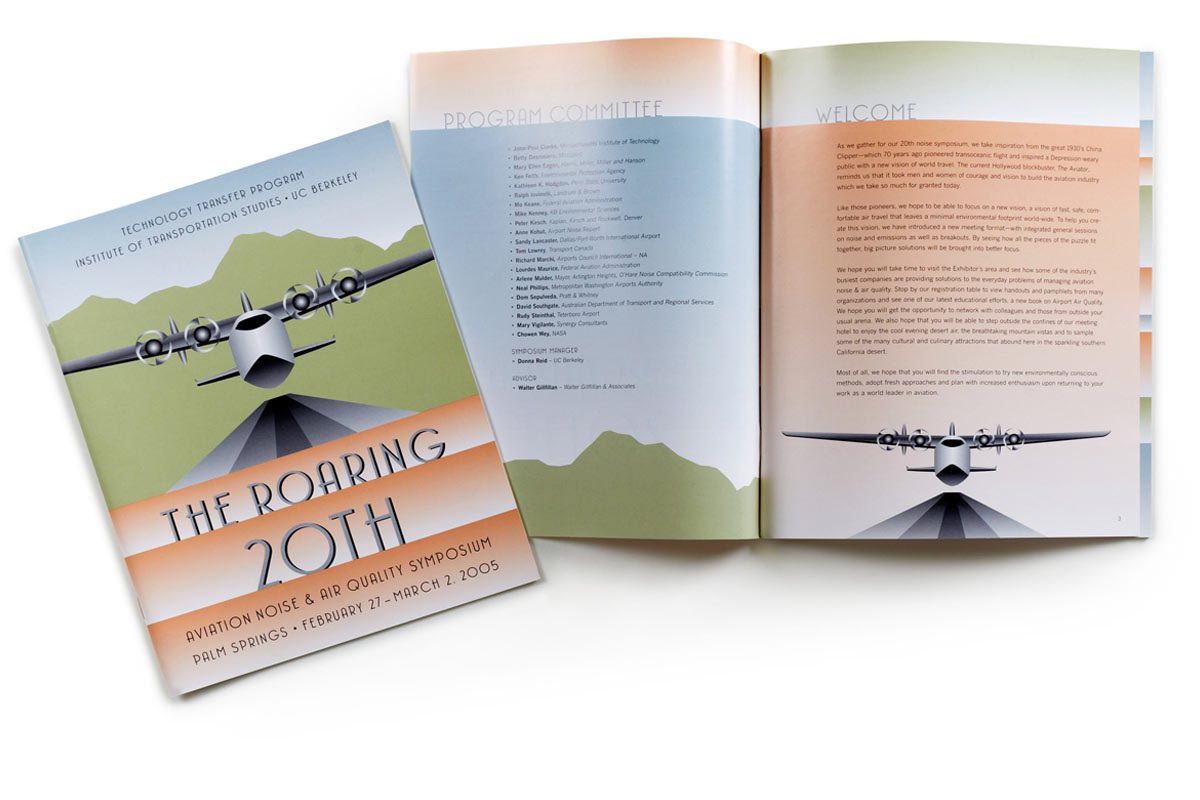 TECHNOLOGY TRANSFER PROGRAM
INSTITUTE OF TRANSPORTATION STUDIES • UC BERKELEY
THE ROARING
20TH
AVIATION NOISE & AIR QUALITY SYMPOSIUM
PALM SPRINGS • FEBRUARY 27 – MARCH 2, 2005
PROGRAM COMMITTEE
• John-Paul Clarke, Massachusetts Institute of Technology
• Betty Desrosiers, Mitretek
• Mary Ellen Eagan, Harris, Miller, Miller and Hanson
• Ken Feith, Environmental Protection Agency
• Kathleen K. Hodgdon, Penn State University
• Ralph Iovinelli, Landrum & Brown
• Mo Keane, Federal Aviation Administration
• Mike Kenney, KB Environmental Sciences
• Peter Kirsch, Kaplan, Kirsch and Rockwell, Denver
• Anne Kohut, Airport Noise Report
• Sandy Lancaster, Dallas/Fort Worth International Airport
• Tom Lowrey, Transport Canada
• Richard Marchi, Airports Council International – NA
• Lourdes Maurice, Federal Aviation Administration
• Arlene Mulder, Mayor, Arlington Heights, O'Hare Noise Compatibility Commission
• Neal Phillips, Metropolitan Washington Airports Authority
• Dom Sepulveda, Pratt & Whitney
• David Southgate, Australian Department of Transport and Regional Services
• Rudy Steinthal, Teterboro Airport
• Mary Vigilante, Synergy Consultants
• Chowen Wey, NASA
SYMPOSIUM MANAGER
• Donna Reid – UC Berkeley
ADVISOR
• Walter Gillfillan – Walter Gillfillan & Associates
WELCOME
As we gather for our 20th noise symposium, we take inspiration from the great 1930's China
Clipper—which 70 years ago pioneered transoceanic flight and inspired a Depression-weary
public with a new vision of world travel. The current Hollywood blockbuster, The Aviator,
reminds us that it took men and women of courage and vision to build the aviation industry
which we take so much for granted today.
Like those pioneers, we hope to be able to focus on a new vision, a vision of fast, safe, com-
fortable air travel that leaves a minimal environmental footprint world-wide. To help you cre-
ate this vision, we have introduced a new meeting format—with integrated general sessions
on noise and emissions as well as breakouts. By seeing how all the pieces of the puzzle fit
together, big picture solutions will be brought into better focus.
We hope you will take time to visit the Exhibitor's area and see how some of the industry's
busiest companies are providing solutions to the everyday problems of managing aviation
noise & air quality. Stop by our registration table to view handouts and pamphlets from many
organizations and see one of our latest educational efforts, a new book on Airport Air Quality.
We hope you will get the opportunity to network with colleagues and those from outside your
usual arena. We also hope that you will be able to step outside the confines of our meeting
hotel to enjoy the cool evening desert air, the breathtaking mountain vistas and to sample
some of the many cultural and culinary attractions that abound here in the sparkling southern
California desert.
Most of all, we hope that you will find the stimulation to try new environmentally conscious
methods, adopt fresh approaches and plan with increased enthusiasm upon returning to your
work as a world leader in aviation.
3